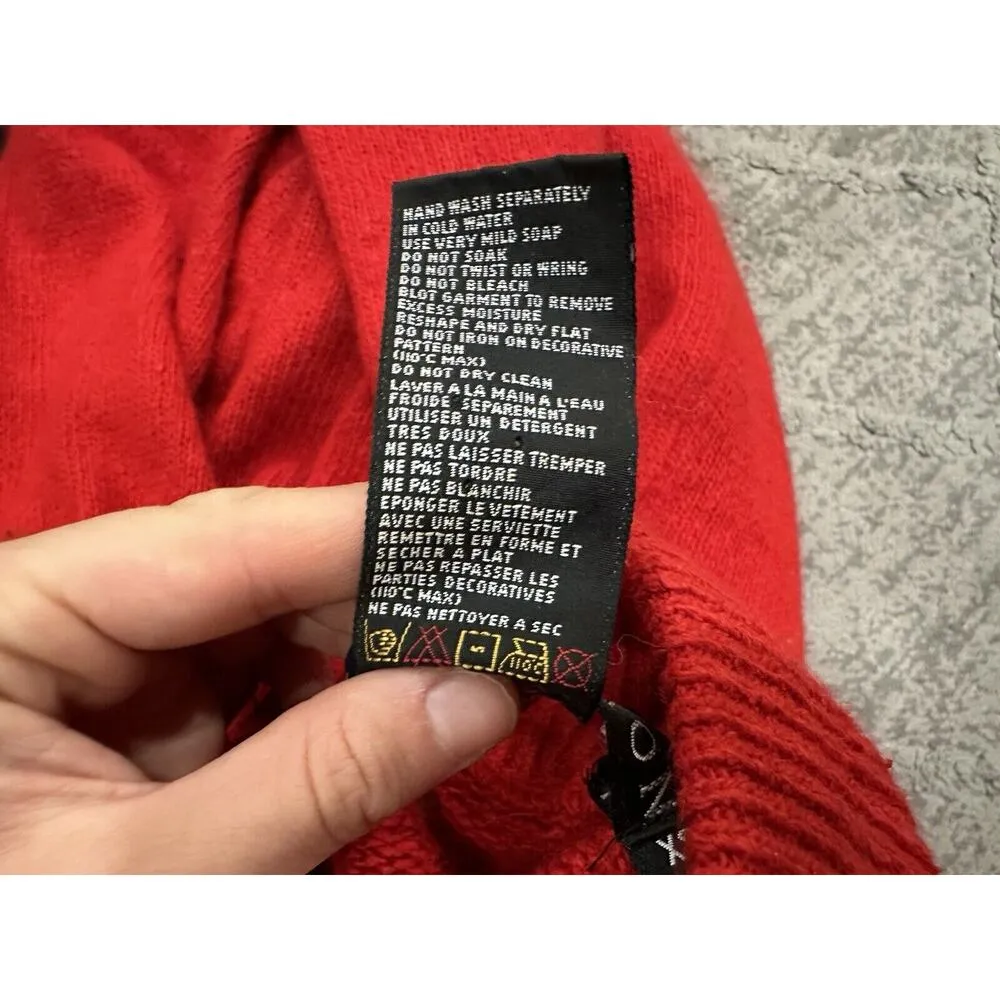 HAND WASH SEPARATELY
IN COLD WATER
USE VERY MILD SOAP
DO NOT SOAK
DO NOT TWIST OR WRING
DO NOT BLEACH
BLOT GARMENT TO REMOVE
EXCESS MOISTURE
RESHAPE AND DRY FLAT
DO NOT IRON ON DECORATIVE
PATTERN
(110°C MAX)
DO NOT DRY CLEAN
LAVER A LA MAIN A L'EAU
FROIDE SEPAREMENT
UTILISER UN DETERGENT
TRES DOUX
NE PAS LAISSER TREMPER
NE PAS TORDRE
NE PAS BLANCHIR
EPONGER LE VETEMENT
AVEC UNE SERVIETTE
REMETTRE EN FORME ET
SECHER A PLAT
NE PAS REPASSER LES
PARTIES DECORATIVES
(110°C MAX)
NE PAS NETTOYER A SEC
110C